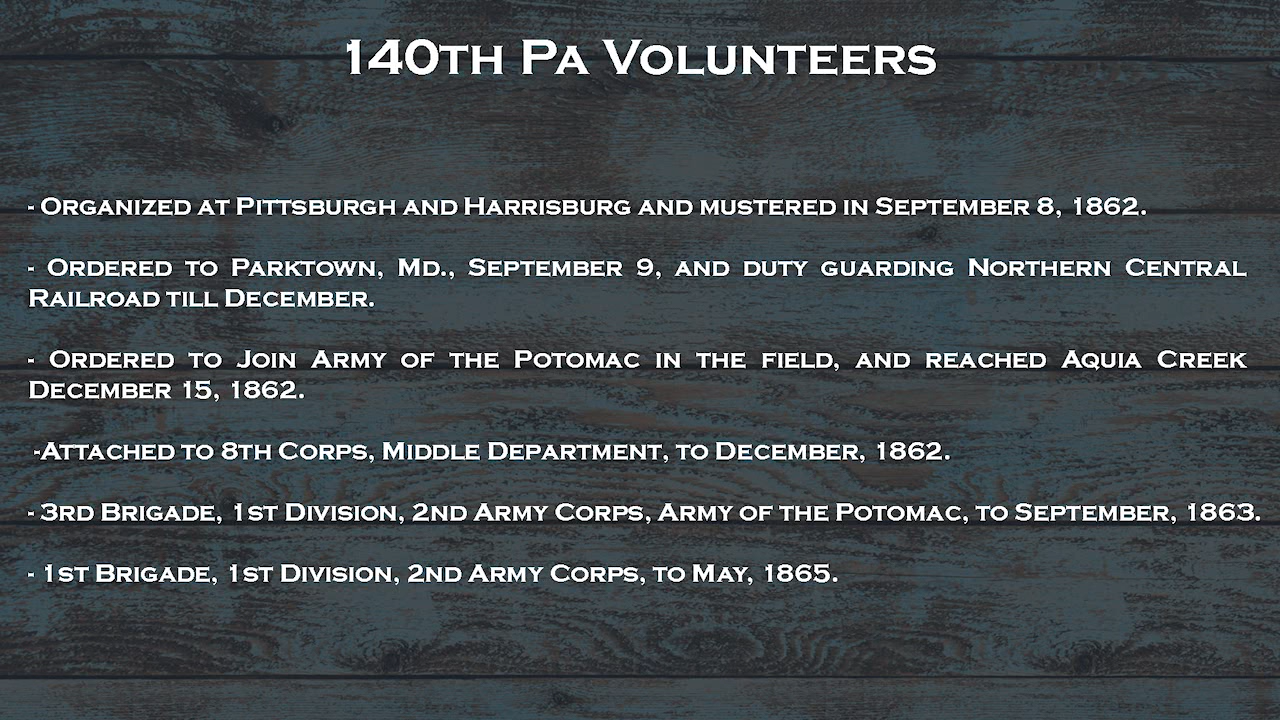 140th Pa Volunteers
- Organized at Pittsburgh and Harrisburg and mustered in September 8, 1862.
- Ordered to Parktown, Md., September 9, and duty guarding Northern Central
Railroad till December.
- Ordered to Join Army of the Potomac in the field, and reached Aquia Creek
December 15, 1862.
-Attached to 8th Corps, Middle Department, to December, 1862.
- 3rd Brigade, 1st Division, 2nd Army Corps, Army of the Potomac, to September, 1863.
- 1st Brigade, 1st Division, 2nd Army Corps, to May, 1865.